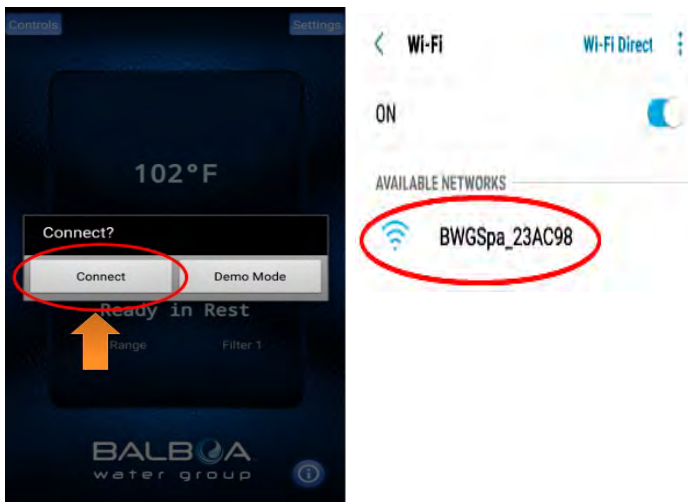 Controls
Settings
102°F
Connect?
Connect
Demo Mode
Ready in Rest
Range
Filter 1
BALBOA
water group
Wi-Fi
Wi-Fi Direct
ON
AVAILABLE NETWORKS
BWGSpa_23AC98